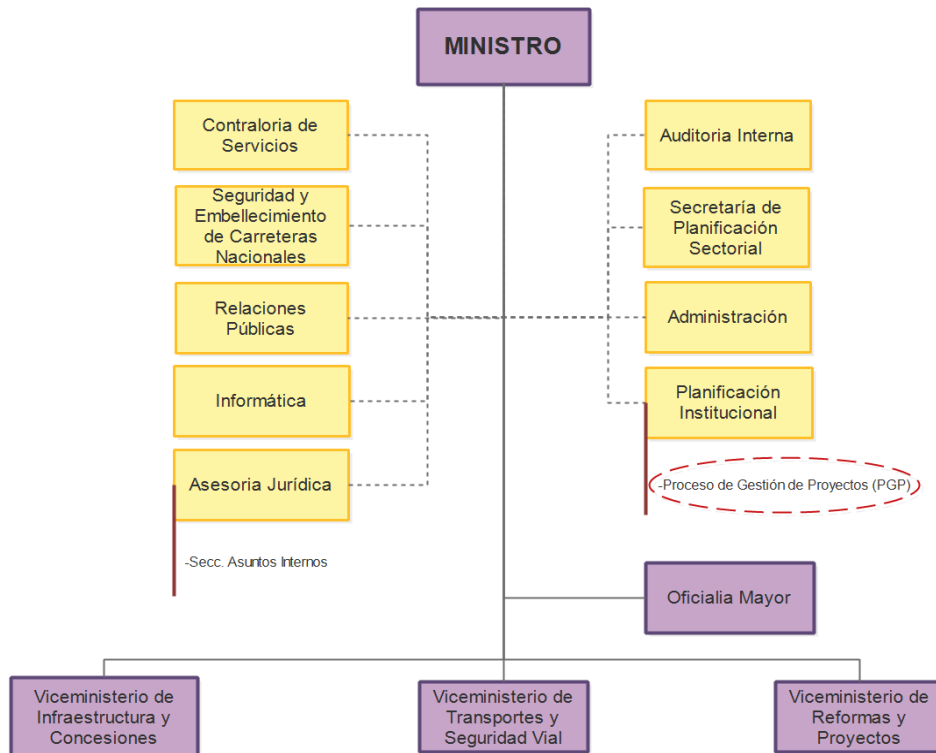 MINISTRO
Contraloria de
Servicios
Seguridad y
Embellecimiento
de Carreteras
Nacionales
Relaciones
Públicas
Informática
Asesoria Jurídica
-Secc. Asuntos Internos
Auditoria Interna
Secretaría de
Planificación
Sectorial
Administración
Planificación
Institucional
-Proceso de Gestión de Proyectos (PGP)
Oficialia Mayor
Viceministerio de
Infraestructura y
Concesiones
Viceministerio de
Transportes y
Seguridad Vial
Viceministerio de
Reformas y
Proyectos